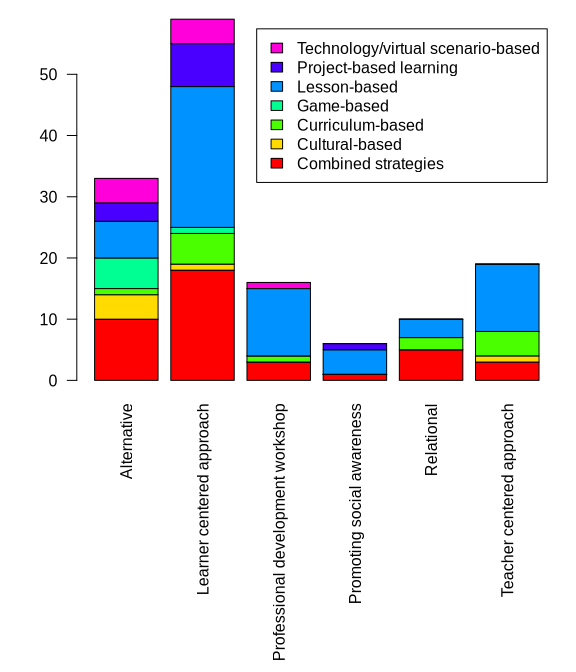 Technology/virtual scenario-based
Project-based learning
Lesson-based
Game-based
Curriculum-based
Cultural-based
Combined strategies
50
40
30
20
10
0
Alternative
Learner centered approach
Professional development workshop
Promoting social awareness
Relational
Teacher centered approach